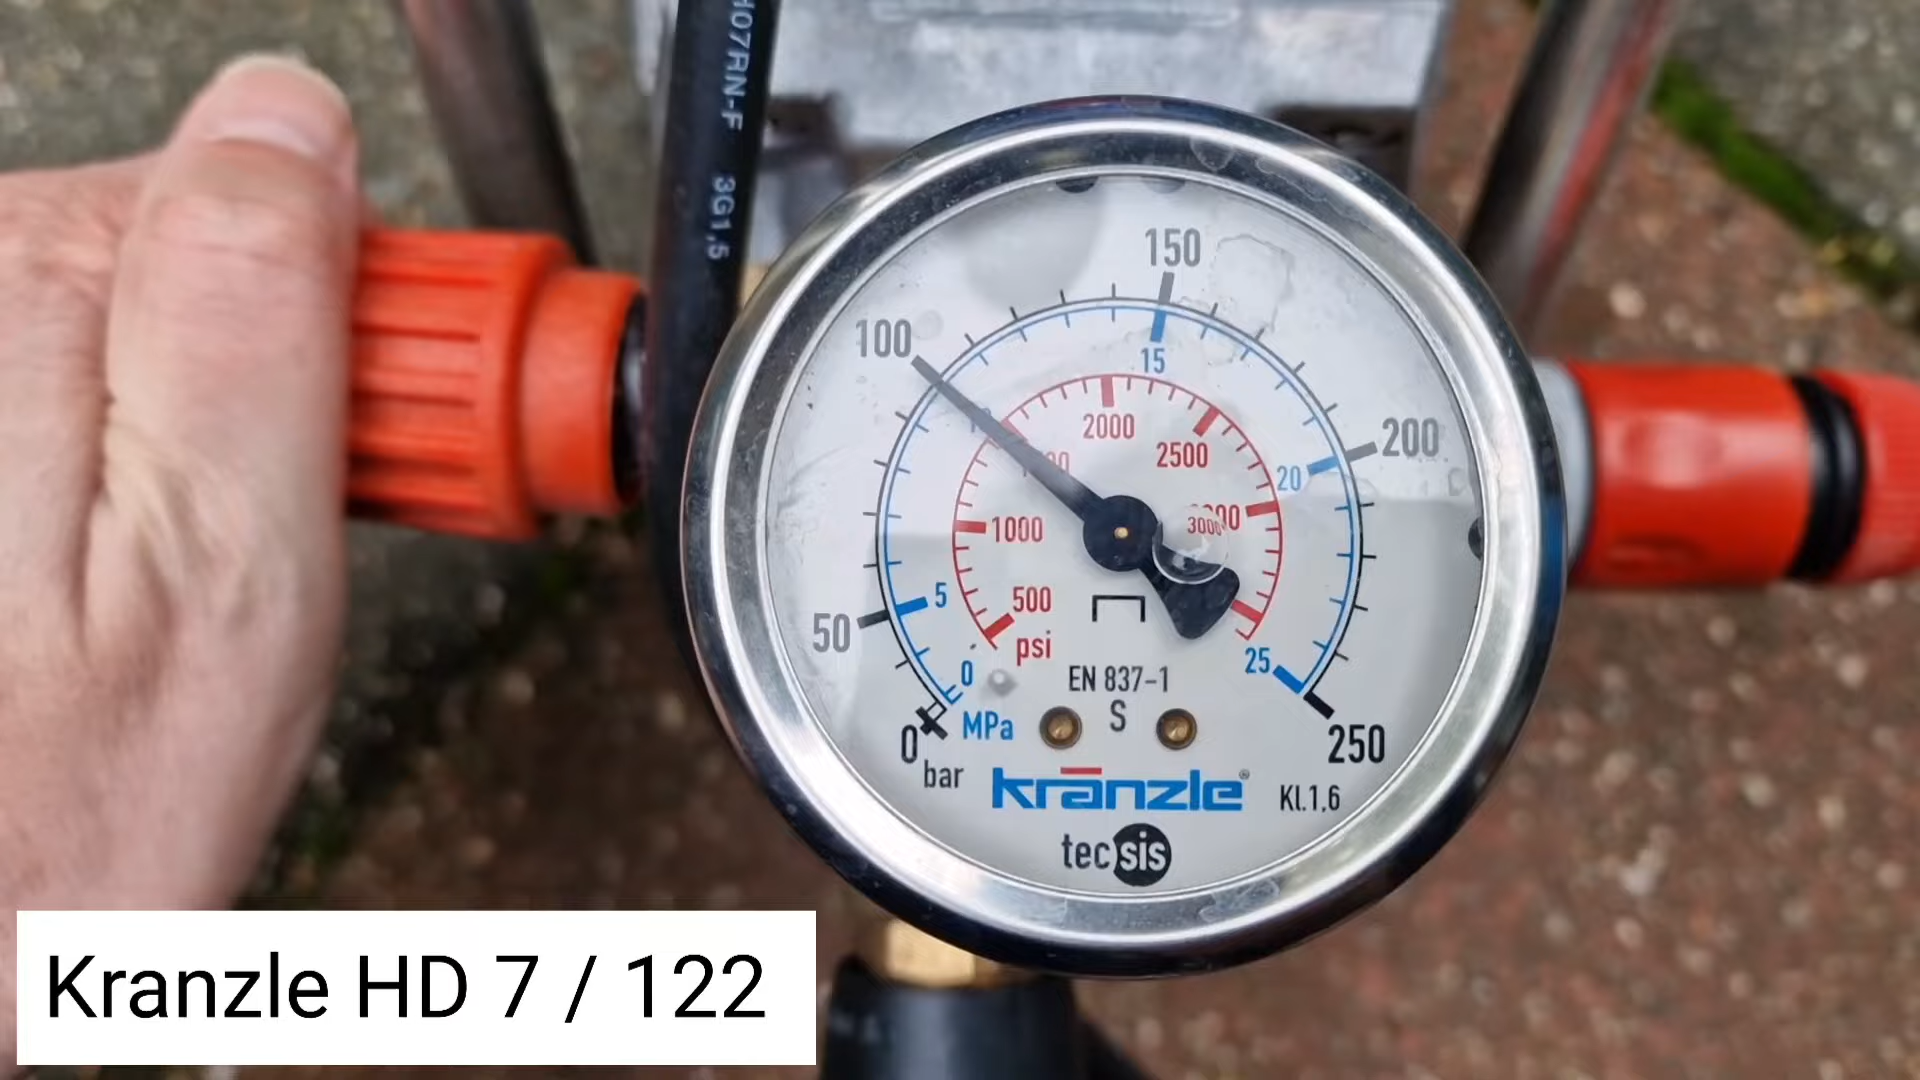 H07RN-F 3G1,5
150
100
15
200
2000
2500
20
3000
1000
5
500
50
psi
0
25
EN 837-1
S
MPa
0
bar
250
kränzle®
Kl.1,6
tecsis
Kranzle HD 7 / 122